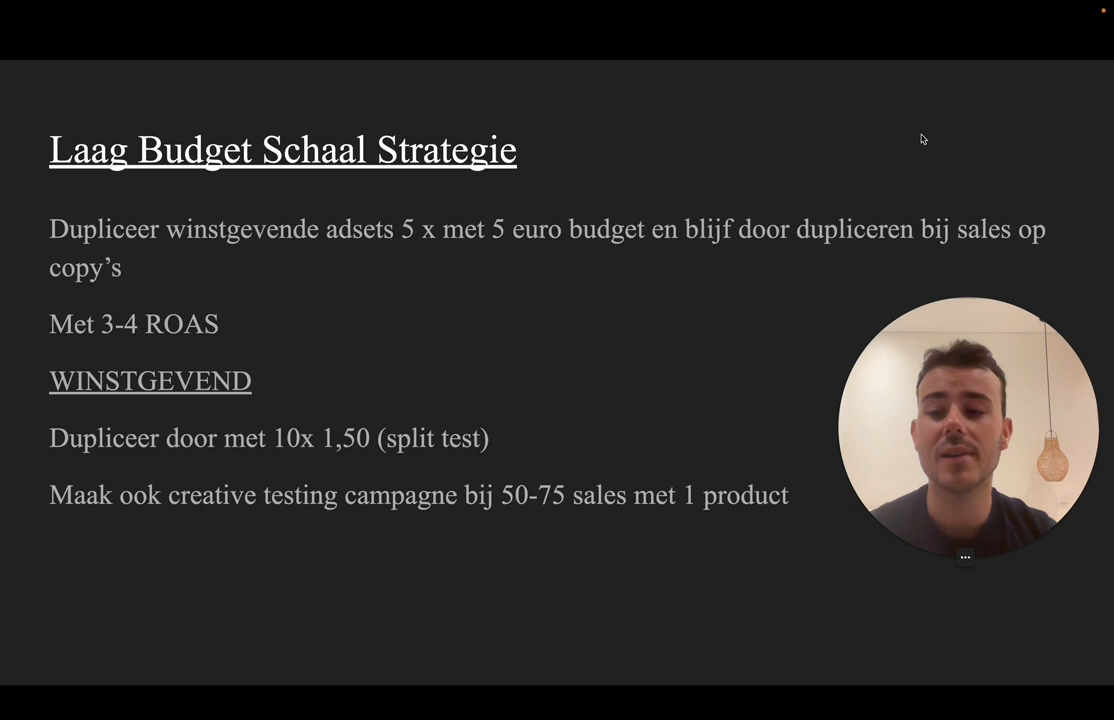 Laag Budget Schaal Strategie
Dupliceer winstgevende adsets 5 x met 5 euro budget en blijf door dupliceren bij sales op
copy’s
Met 3-4 ROAS
WINSTGEVEND
Dupliceer door met 10x 1,50 (split test)
Maak ook creative testing campagne bij 50-75 sales met 1 product